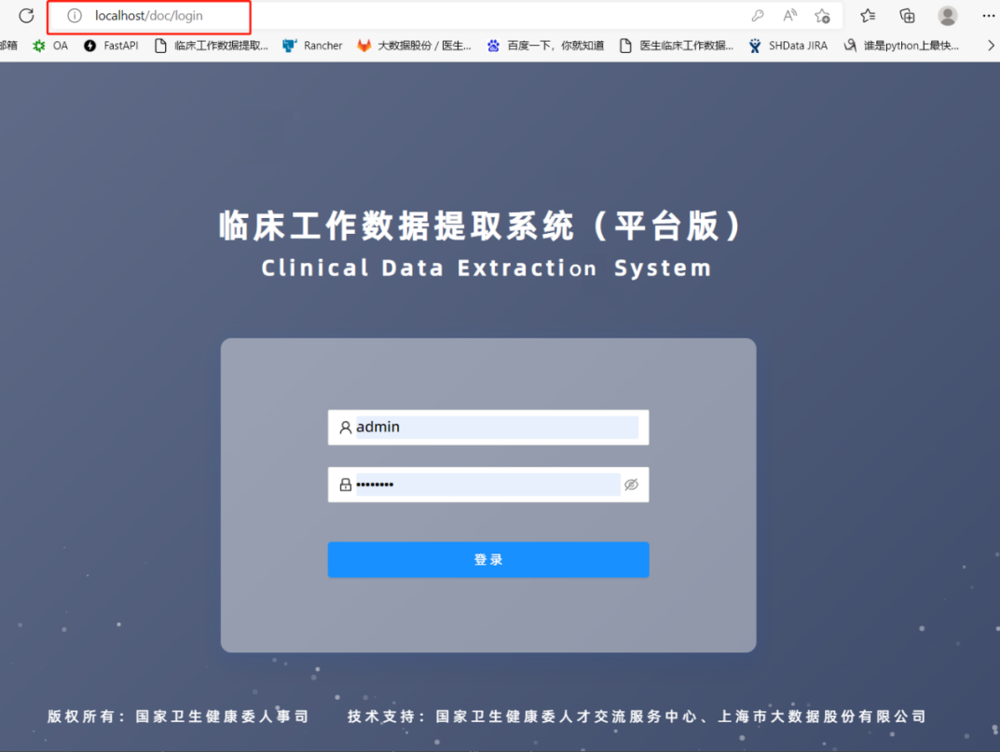 localhost/doc/login
邮箱 OA FastAPI 临床工作数据提取... Rancher 大数据股份 / 医生... 百度一下，你就知道 医生临床工作数据... SHData JIRA 谁是python上最快...
临床工作数据提取系统（平台版）
Clinical Data Extraction System
admin
••••••••
登录
版权所有：国家卫生健康委人事司 技术支持：国家卫生健康委人才交流服务中心、上海市大数据股份有限公司